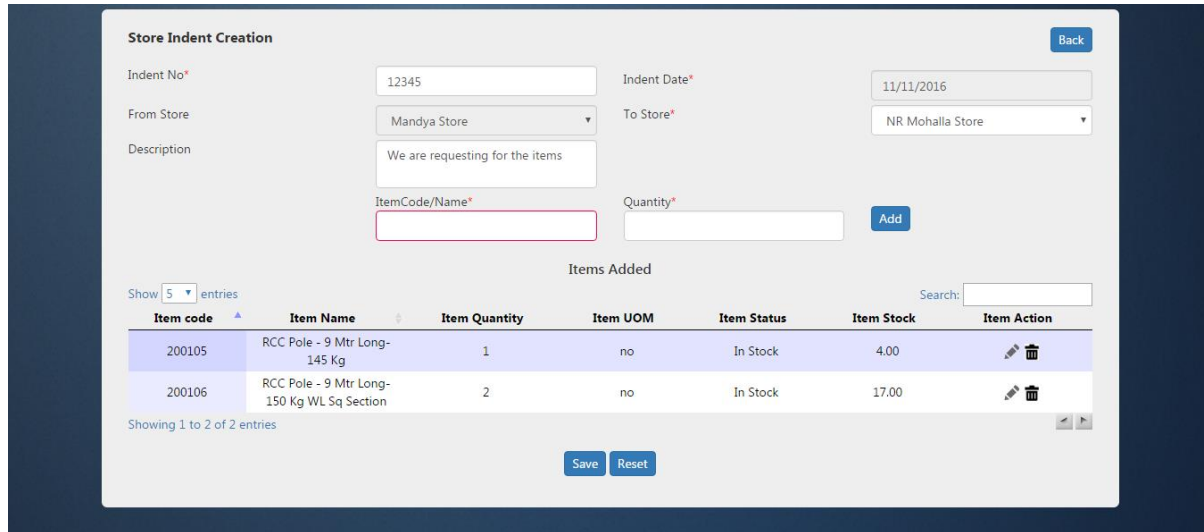 Store Indent Creation
Back
Indent No*
12345
Indent Date*
11/11/2016
From Store
Mandya Store
To Store*
NR Mohalla Store
Description
We are requesting for the items
ItemCode/Name*
Quantity*
Add
Items Added
Show 5 entries
Search:
Item code Item Name Item Quantity Item UOM Item Status Item Stock Item Action
200105 RCC Pole - 9 Mtr Long- 1 no In Stock 4.00
145 Kg
200106 RCC Pole - 9 Mtr Long- 2 no In Stock 17.00
150 Kg WL Sq Section
Showing 1 to 2 of 2 entries
Save Reset